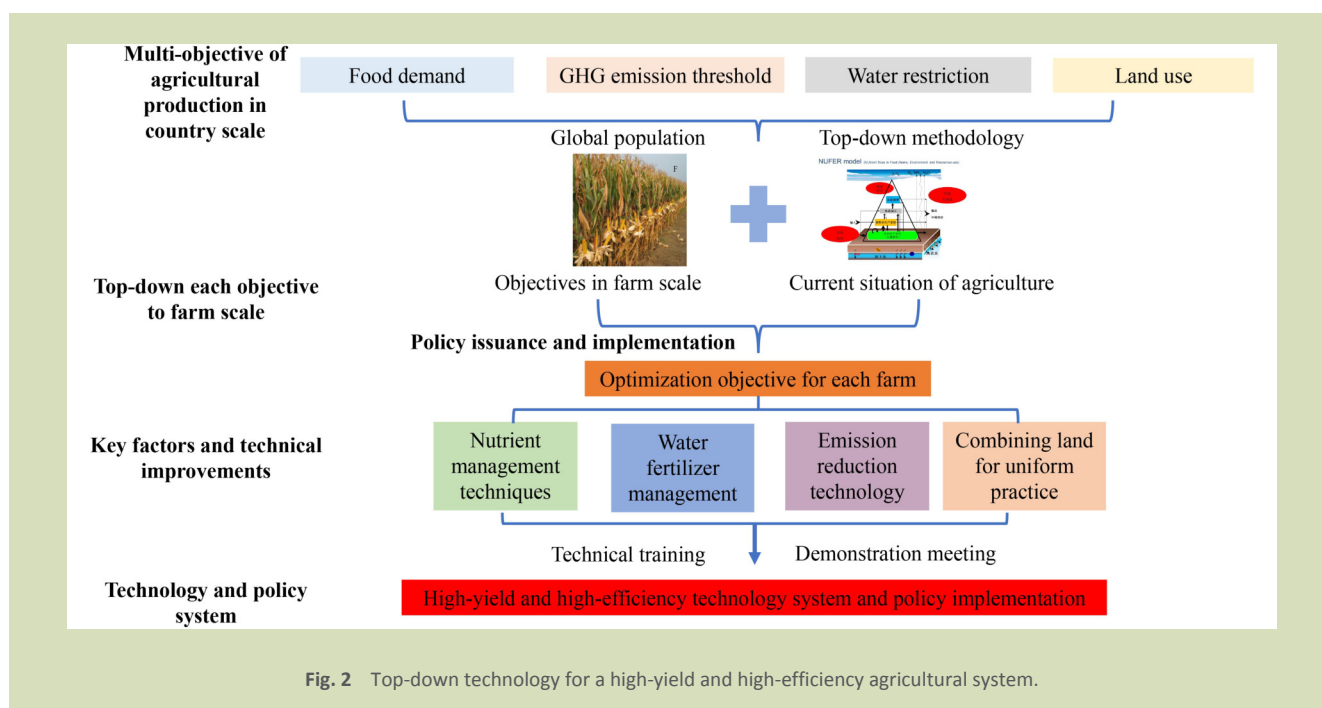 Multi-objective of
agricultural
production in
country scale
Food demand
GHG emission threshold
Water restriction
Land use
Global population
Top-down methodology
NUFER model
F
Top-down each objective
to farm scale
Objectives in farm scale
Current situation of agriculture
Policy issuance and implementation
Optimization objective for each farm
Key factors and technical
improvements
Nutrient
management
techniques
Water
fertilizer
management
Emission
reduction
technology
Combining land
for uniform
practice
Technical training
Demonstration meeting
Technology and policy
system
High-yield and high-efficiency technology system and policy implementation
Fig. 2 Top-down technology for a high-yield and high-efficiency agricultural system.